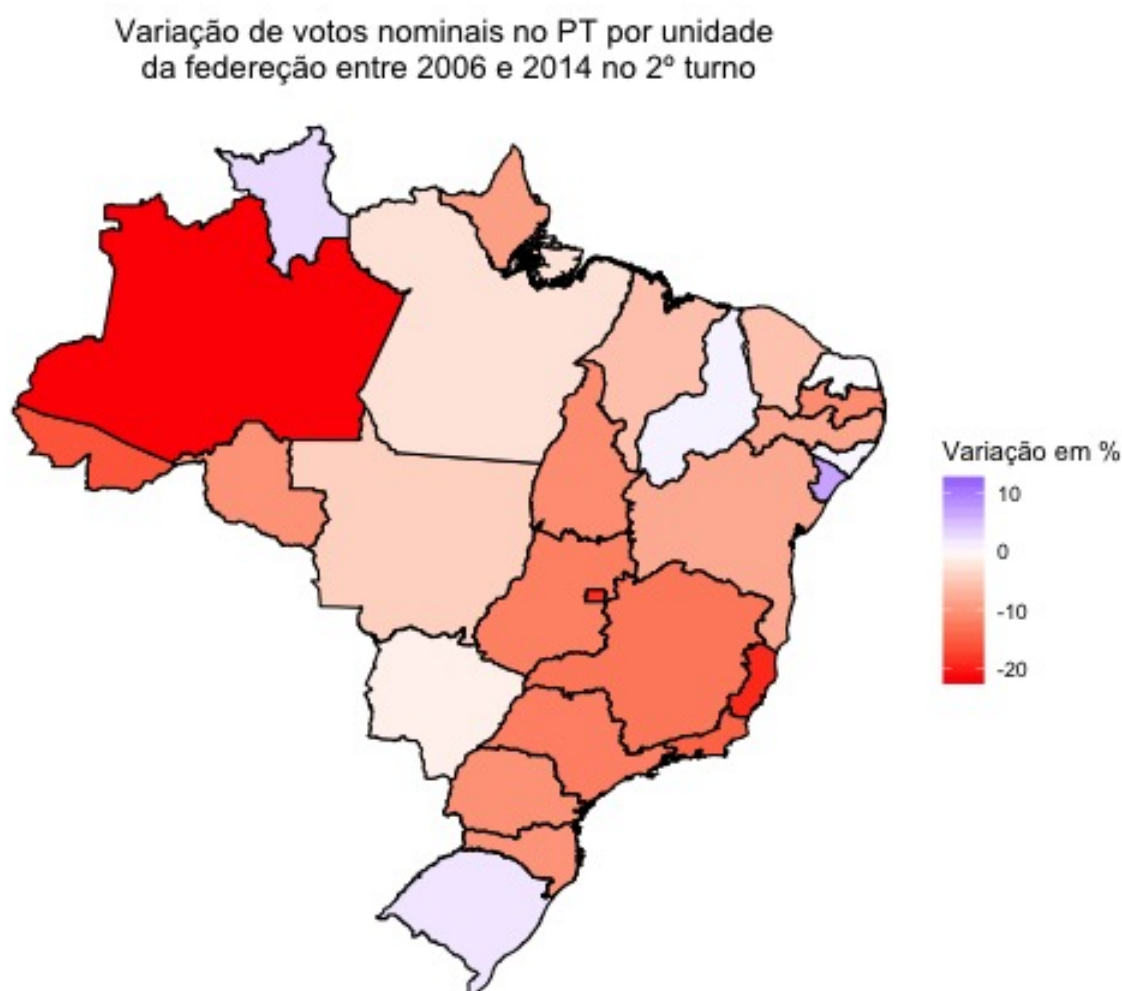 Variação de votos nominais no PT por unidade
da federeção entre 2006 e 2014 no 2º turno
Variação em %
10
0
-10
-20